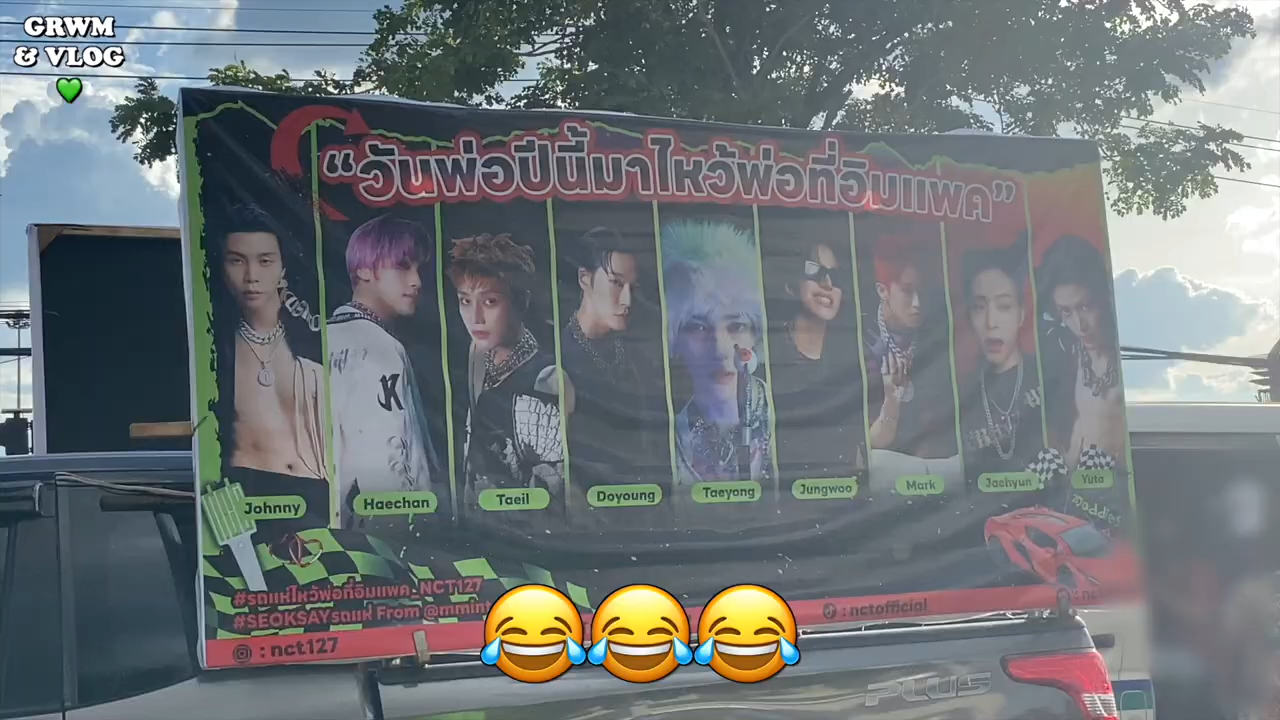 GRWM
& VLOG
“วันพ่อปีนี้มาไหว้พ่อที่อิมแพค”
Johnny
Haechan
Taeil
Doyoung
Taeyong
Jungwoo
Mark
Jaehyun
Yuta
Daddies
#รถแห่ไหว้พ่อที่อิมแพค_NCT127
#SEOKSAYรถแห่ From @mmint
: nct127
: nctofficial
: nct
PLUS